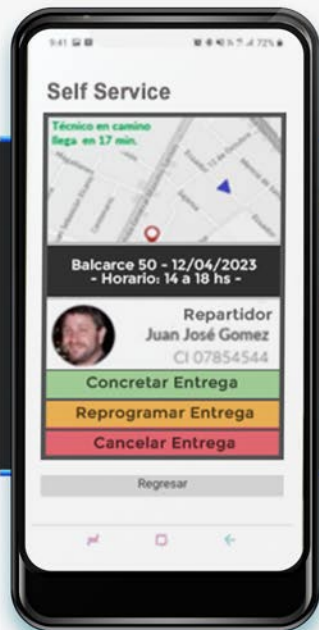 9:41
72%
Self Service
Técnico en camino
llega en 17 min.
Balcarce 50 - 12/04/2023
- Horario: 14 a 18 hs -
Repartidor
Juan José Gomez
CI 07854544
Concretar Entrega
Reprogramar Entrega
Cancelar Entrega
Regresar